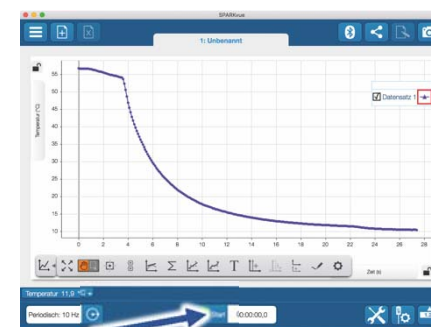 SPARKvue
1: Unbenannt
Temperatur (°C)
55
50
45
40
35
30
25
20
15
10
Datensatz 1
0 2 4 6 8 10 12 14 16 18 20 22 24 26 28
Σ T
Zeit (s)
Temperatur 11,9 °C
Periodisch: 10 Hz
Start
00:00:00,0